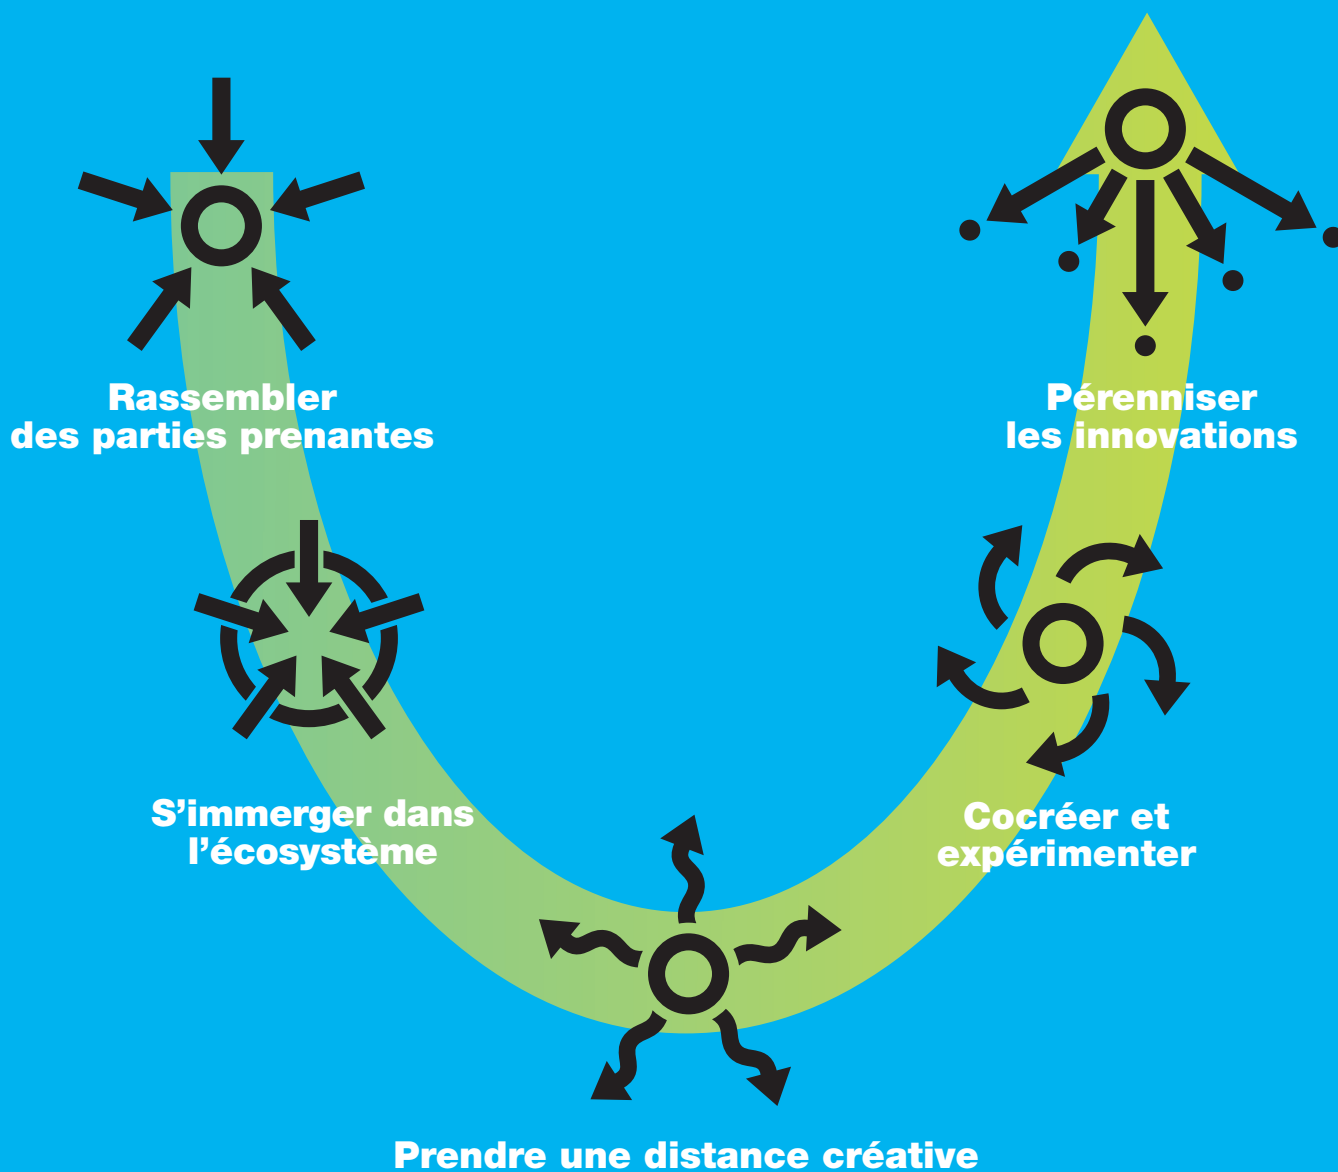 Rassembler
des parties prenantes
S’immerger dans
l’écosystème
Prendre une distance créative
Cocréer et
expérimenter
Pérenniser
les innovations